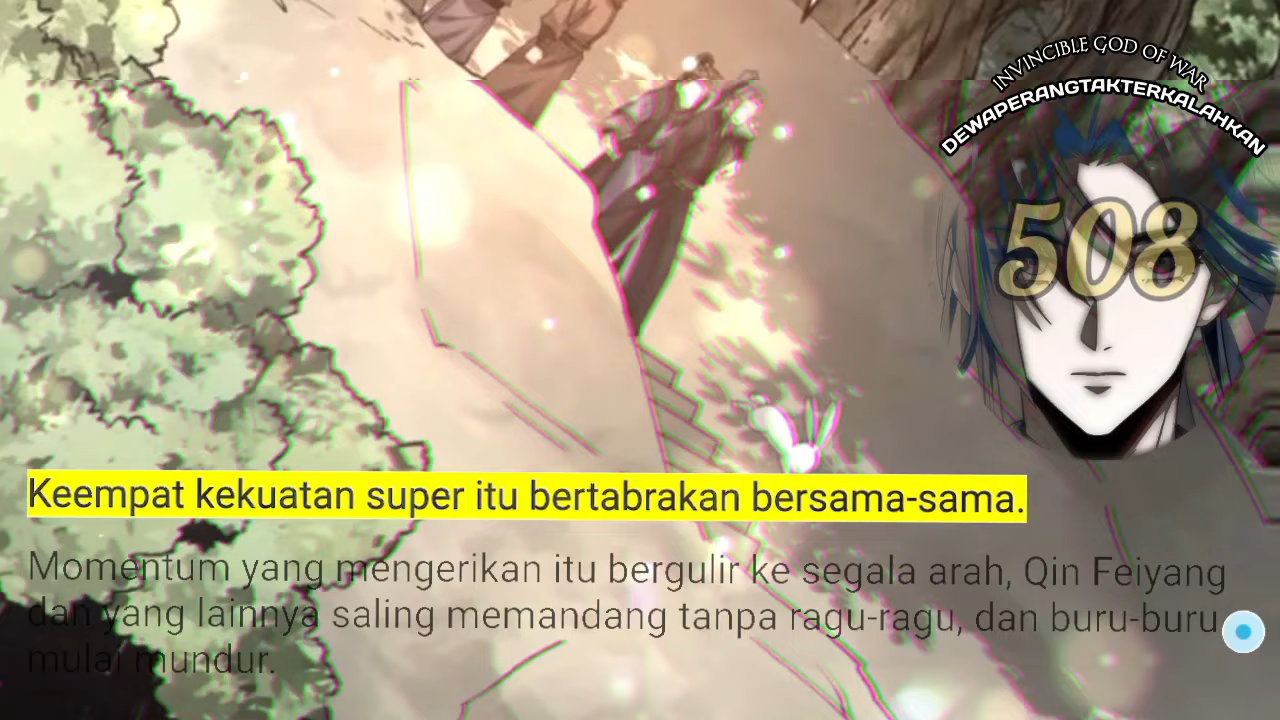 INVINCIBLE GOD OF WAR
DEWAPERANGTAKTERKALAHKAN
508
Keempat kekuatan super itu bertabrakan bersama-sama.
Momentum yang mengerikan itu bergulir ke segala arah, Qin Feiyang
dan yang lainnya saling memandang tanpa ragu-ragu, dan buru-buru
mulai mundur.